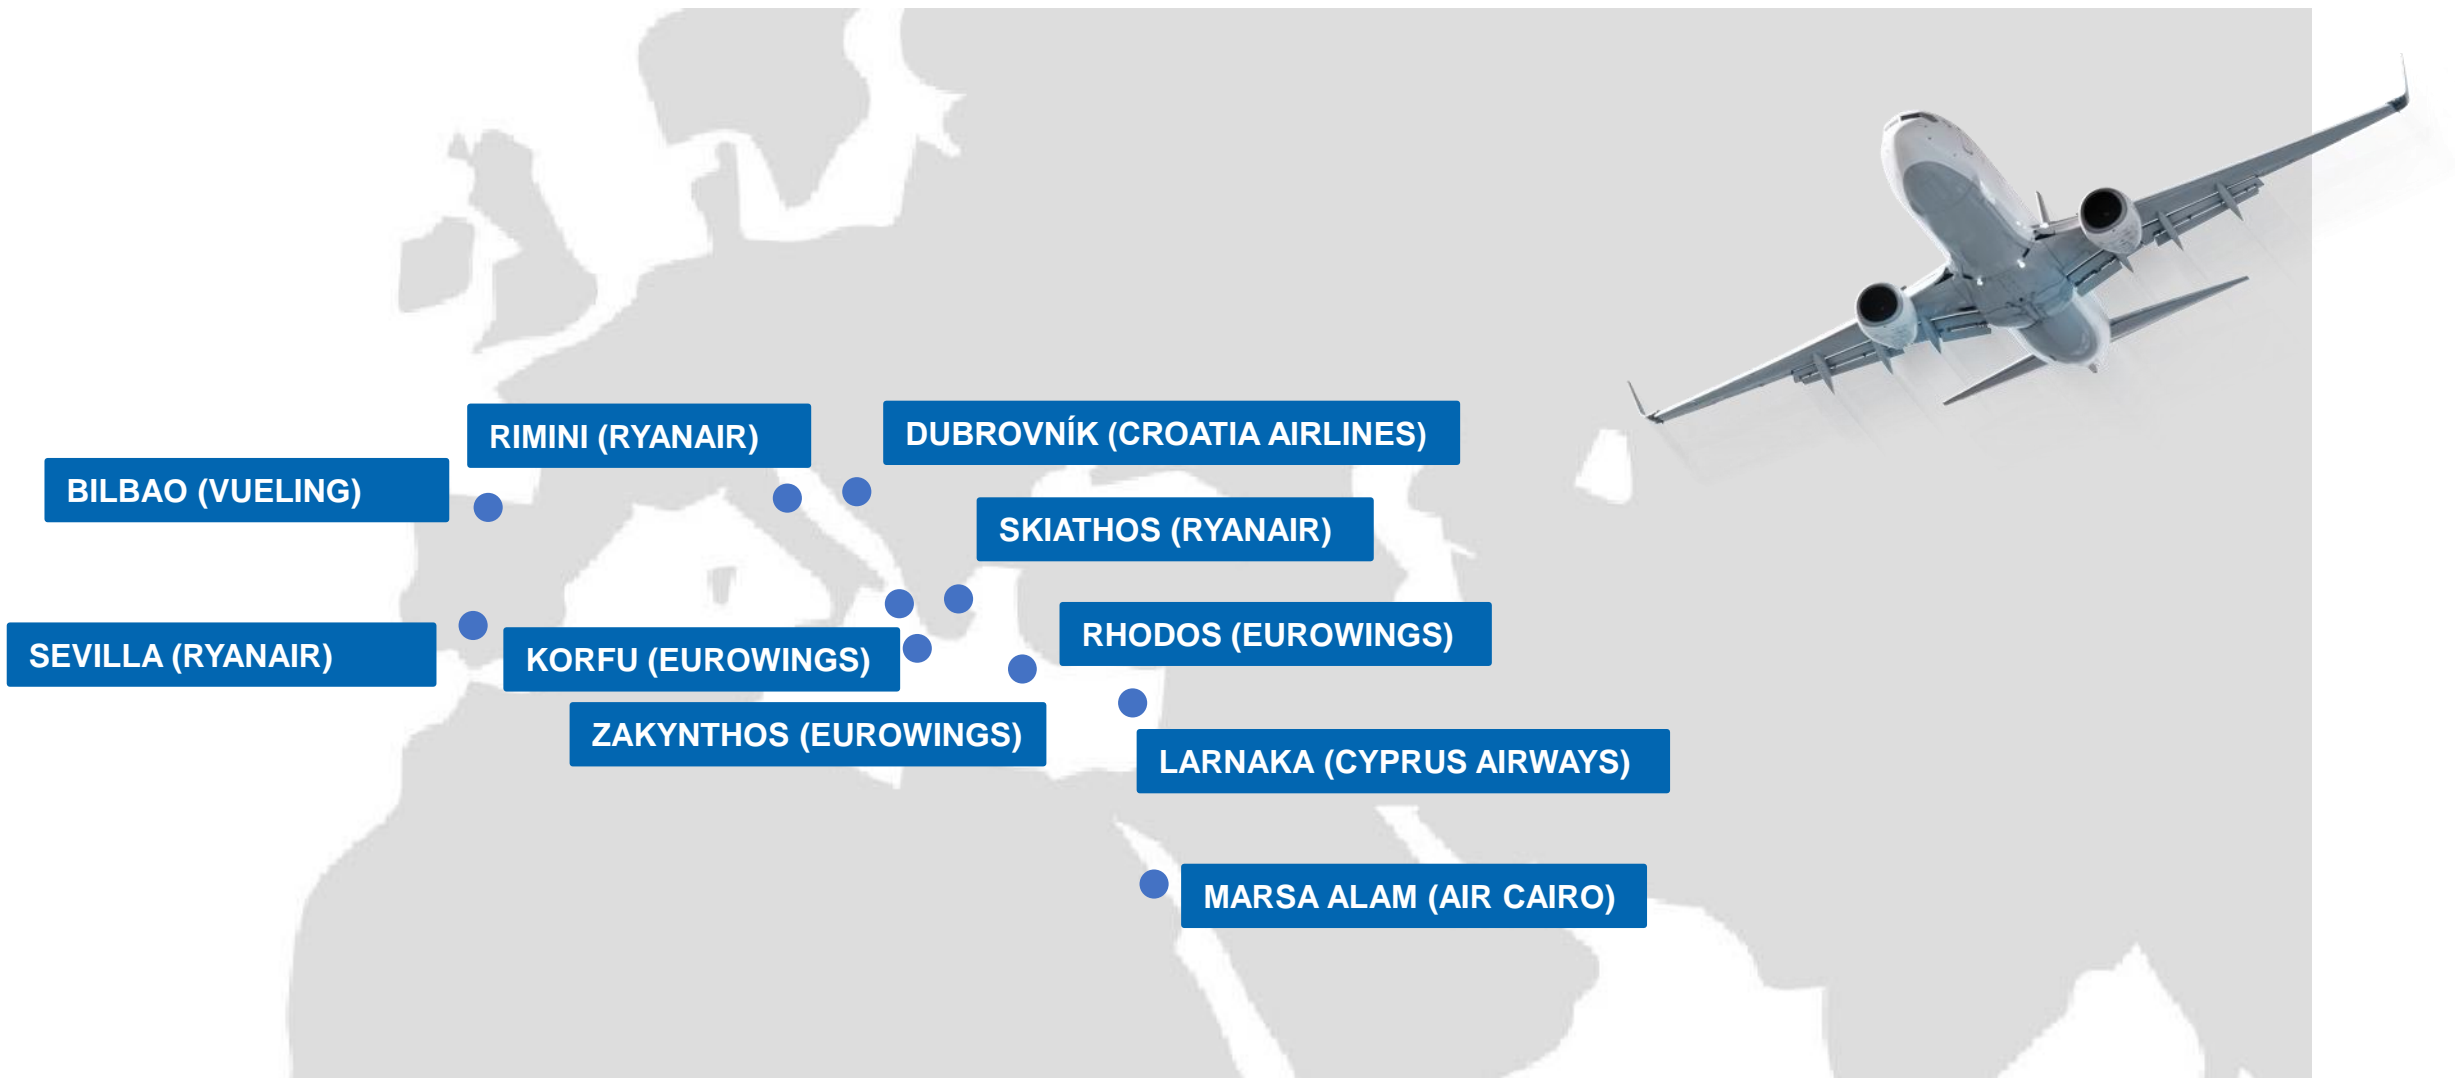 RIMINI (RYANAIR)
DUBROVNÍK (CROATIA AIRLINES)
BILBAO (VUELING)
SKIATHOS (RYANAIR)
SEVILLA (RYANAIR)
KORFU (EUROWINGS)
RHODOS (EUROWINGS)
ZAKYNTHOS (EUROWINGS)
LARNAKA (CYPRUS AIRWAYS)
MARSA ALAM (AIR CAIRO)